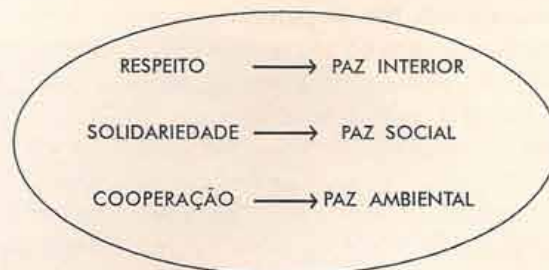 RESPEITO → PAZ INTERIOR
SOLIDARIEDADE → PAZ SOCIAL
COOPERAÇÃO → PAZ AMBIENTAL